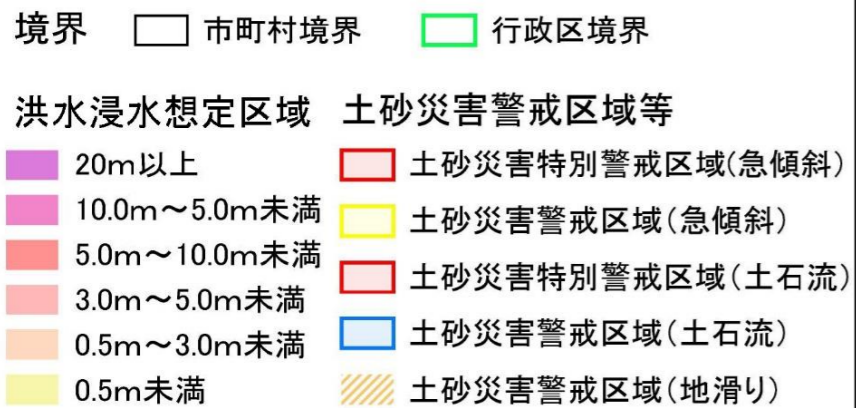 境界 市町村境界 行政区境界
洪水浸水想定区域 土砂災害警戒区域等
20m以上 土砂災害特別警戒区域(急傾斜)
10.0m～5.0m未満 土砂災害警戒区域(急傾斜)
5.0m～10.0m未満 土砂災害特別警戒区域(土石流)
3.0m～5.0m未満
0.5m～3.0m未満 土砂災害警戒区域(土石流)
0.5m未満 土砂災害警戒区域(地滑り)